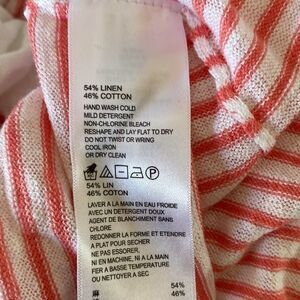 54% LINEN
46% COTTON
HAND WASH COLD
MILD DETERGENT
NON-CHLORINE BLEACH
RESHAPE AND LAY FLAT TO DRY
DO NOT TWIST OR WRING
COOL IRON
OR DRY CLEAN
54% LIN
46% COTON
LAVER A LA MAIN EN EAU FROIDE
AVEC UN DETERGENT DOUX
AGENT DE BLANCHIMENT SANS
CHLORE
REDONNER LA FORME ET ETENDRE
A PLAT POUR SECHER
NE PAS ESSORER,
NI EN MACHINE, NI A LA MAIN
FER A BASSE TEMPERATURE
OU NETTOYER A SEC
54%
麻 46%